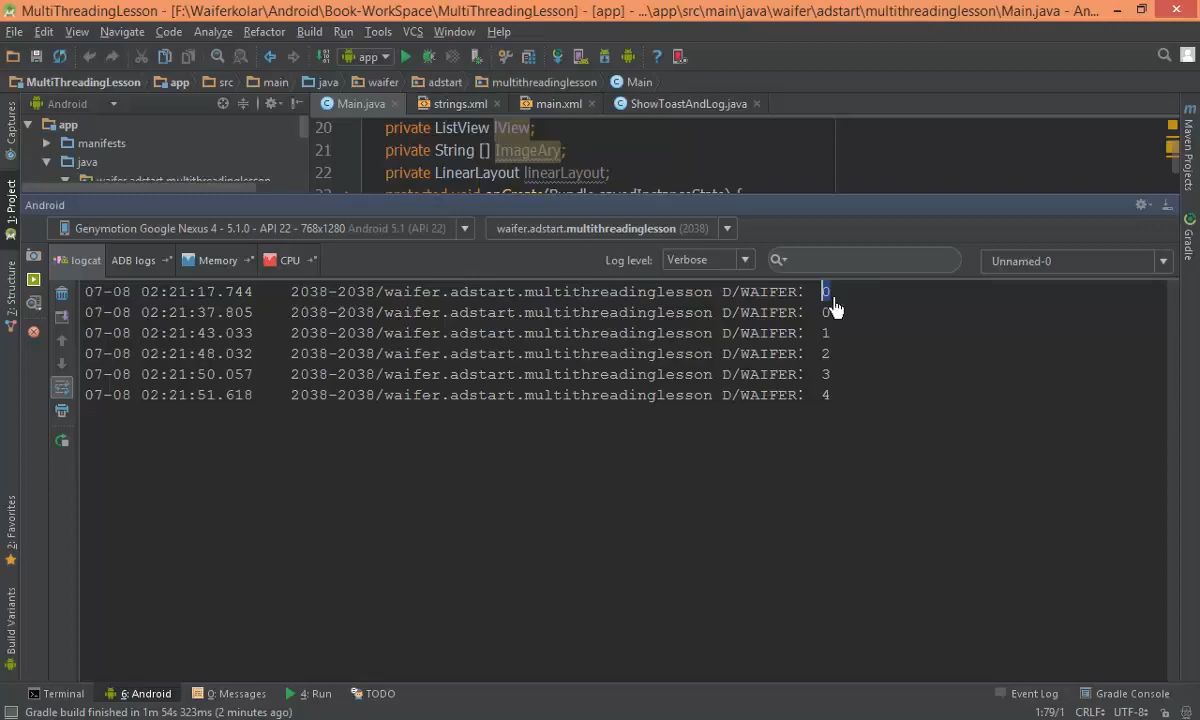 MultiThreadingLesson - [F:\Waiferkolar\Android\Book-WorkSpace\MultiThreadingLesson] - [app] - ...\app\src\main\java\waifer\adstart\multithreadinglesson\Main.java - An...
File Edit View Navigate Code Analyze Refactor Build Run Tools VCS Window Help
app
MultiThreadingLesson app src main java waifer adstart multithreadinglesson Main
Android Main.java strings.xml main.xml ShowToastAndLog.java
app
manifests
java
20 private ListView lView;
21 private String [] ImageAry;
22 private LinearLayout linearLayout;
Captures
1: Project
7: Structure
2: Favorites
Build Variants
Maven Projects
Gradle
Android
Genymotion Google Nexus 4 - 5.1.0 - API 22 - 768x1280 Android 5.1 (API 22) waifer.adstart.multithreadinglesson (2038)
logcat ADB logs Memory CPU Log level: Verbose Unnamed-0
07-08 02:21:17.744 2038-2038/waifer.adstart.multithreadinglesson D/WAIFER: 0
07-08 02:21:37.805 2038-2038/waifer.adstart.multithreadinglesson D/WAIFER: 0
07-08 02:21:43.033 2038-2038/waifer.adstart.multithreadinglesson D/WAIFER: 1
07-08 02:21:48.032 2038-2038/waifer.adstart.multithreadinglesson D/WAIFER: 2
07-08 02:21:50.057 2038-2038/waifer.adstart.multithreadinglesson D/WAIFER: 3
07-08 02:21:51.618 2038-2038/waifer.adstart.multithreadinglesson D/WAIFER: 4
Terminal 6: Android 0: Messages 4: Run TODO Event Log Gradle Console
Gradle build finished in 1m 54s 323ms (2 minutes ago) 1:79/1 CRLF UTF-8